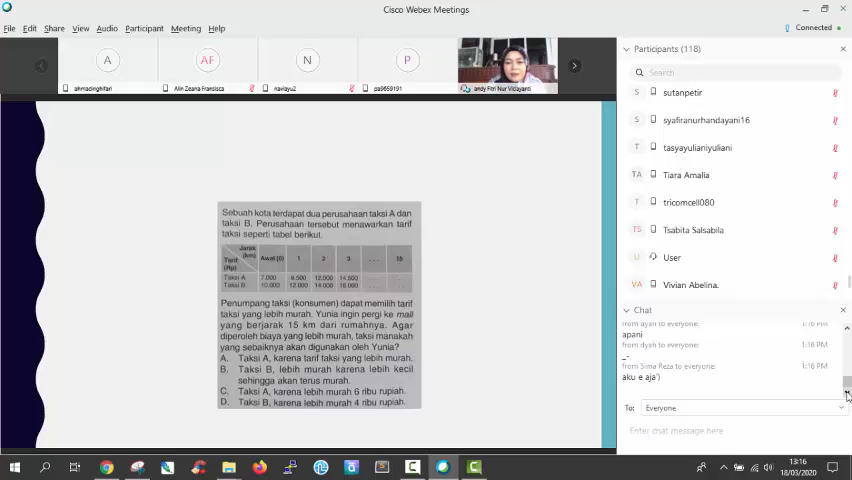 Cisco Webex Meetings
File Edit Share View Audio Participant Meeting Help
Connected
A
AF
N
P
ahmadinghifari
Alin Zeana Fransisca
naviayu2
pa9659191
andy Fitri Nur Vidayanti
Participants (118)
Search
S sutanpetir
S syafiranurhandayani16
T tasyayulianiyuliani
TA Tiara Amalia
T tricomcell080
TS Tsabita Salsabila
U User
VA Vivian Abelina.
Chat
from dyah to everyone: 1:16 PM
apani
from dyah to everyone: 1:16 PM
_-
from Sima Reza to everyone: 1:16 PM
aku e aja')
To: Everyone
Enter chat message here
Sebuah kota terdapat dua perusahaan taksi A dan
taksi B. Perusahaan tersebut menawarkan tarif
taksi seperti tabel berikut.
Jarak
(km)
Tarif
(Rp)
Awal (0) 1 2 3 . . . 15
Taksi A 7.000 9.500 12.000 14.500
Taksi B 10.000 12.000 14.000 16.000
Penumpang taksi (konsumen) dapat memilih tarif
taksi yang lebih murah. Yunia ingin pergi ke mall
yang berjarak 15 km dari rumahnya. Agar
diperoleh biaya yang lebih murah, taksi manakah
yang sebaiknya akan digunakan oleh Yunia?
A. Taksi A, karena tarif taksi yang lebih murah.
B. Taksi B, lebih murah karena lebih kecil
sehingga akan terus murah.
C. Taksi A, karena lebih murah 6 ribu rupiah.
D. Taksi B, karena lebih murah 4 ribu rupiah.
13:16
18/03/2020